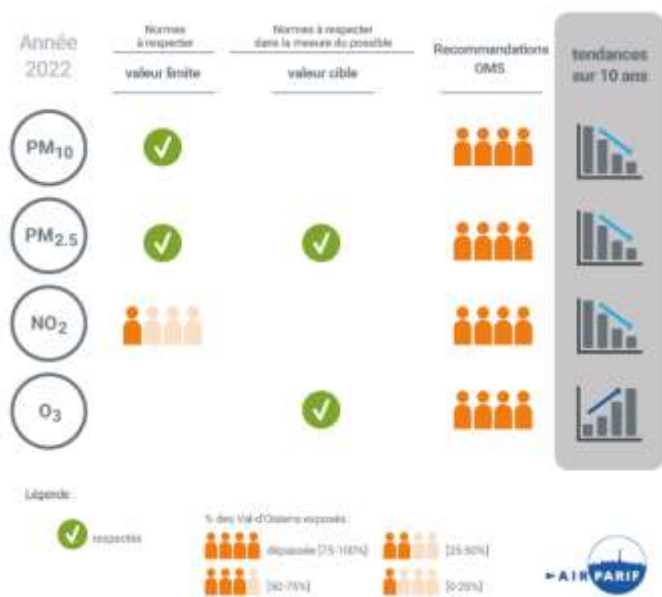 Année
2022
Normes
à respecter
valeur limite
Normes à respecter
dans la mesure du possible
valeur cible
Recommandations
OMS
tendances
sur 10 ans
PM10
PM2.5
NO2
O3
Légende
respectés
% des Val-d'Oisiens exposés
dépassée [75-100%]
[25-50%]
[50-75%]
[0-25%]
AIRPARIF